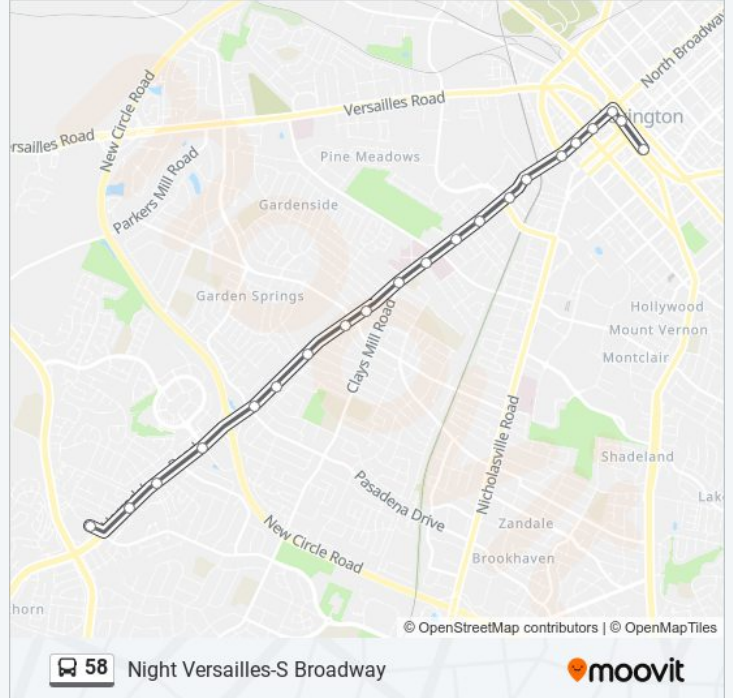 North Broadway
New Circle Road
Versailles Road
ington
rsailles Road
Pine Meadows
Parkers Mill Road
Gardenside
Garden Springs
Hollywood
Mount Vernon
Clays Mill Road
Montclair
Nicholasville Road
Shadeland
Pasadena Drive
Lak
Zandale
New Circle Road
Brookhaven
horn
© OpenStreetMap contributors | © OpenMapTiles
58 Night Versailles-S Broadway
moovit